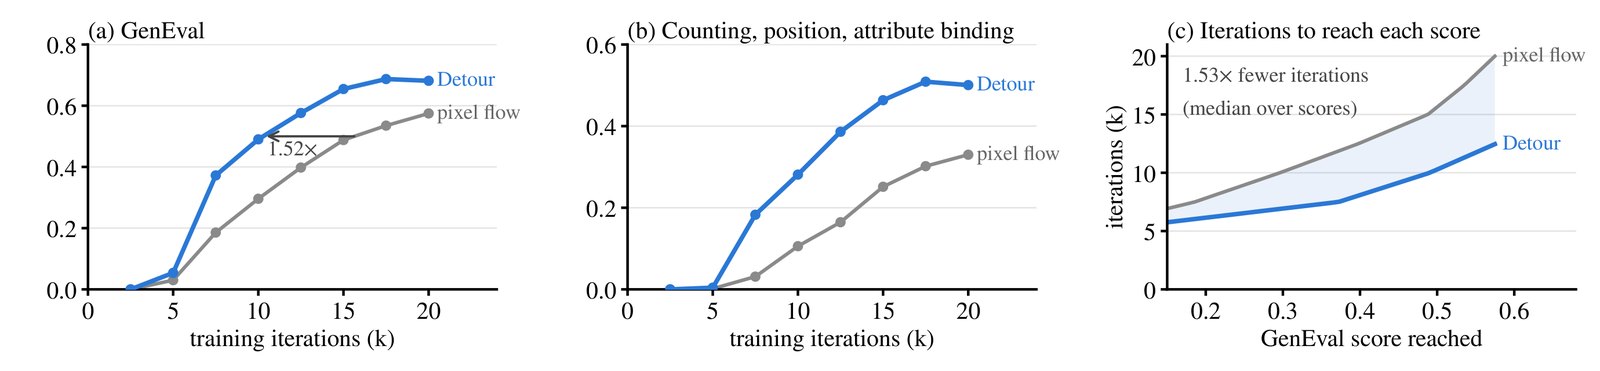 (a) GenEval
0.8
0.6
0.4
0.2
0.0
0
5
10
15
20
training iterations (k)
Detour
pixel flow
1.52×
(b) Counting, position, attribute binding
0.6
0.4
0.2
0.0
0
5
10
15
20
training iterations (k)
Detour
pixel flow
(c) Iterations to reach each score
1.53× fewer iterations
(median over scores)
iterations (k)
20
15
10
5
0
0.2
0.3
0.4
0.5
0.6
GenEval score reached
pixel flow
Detour